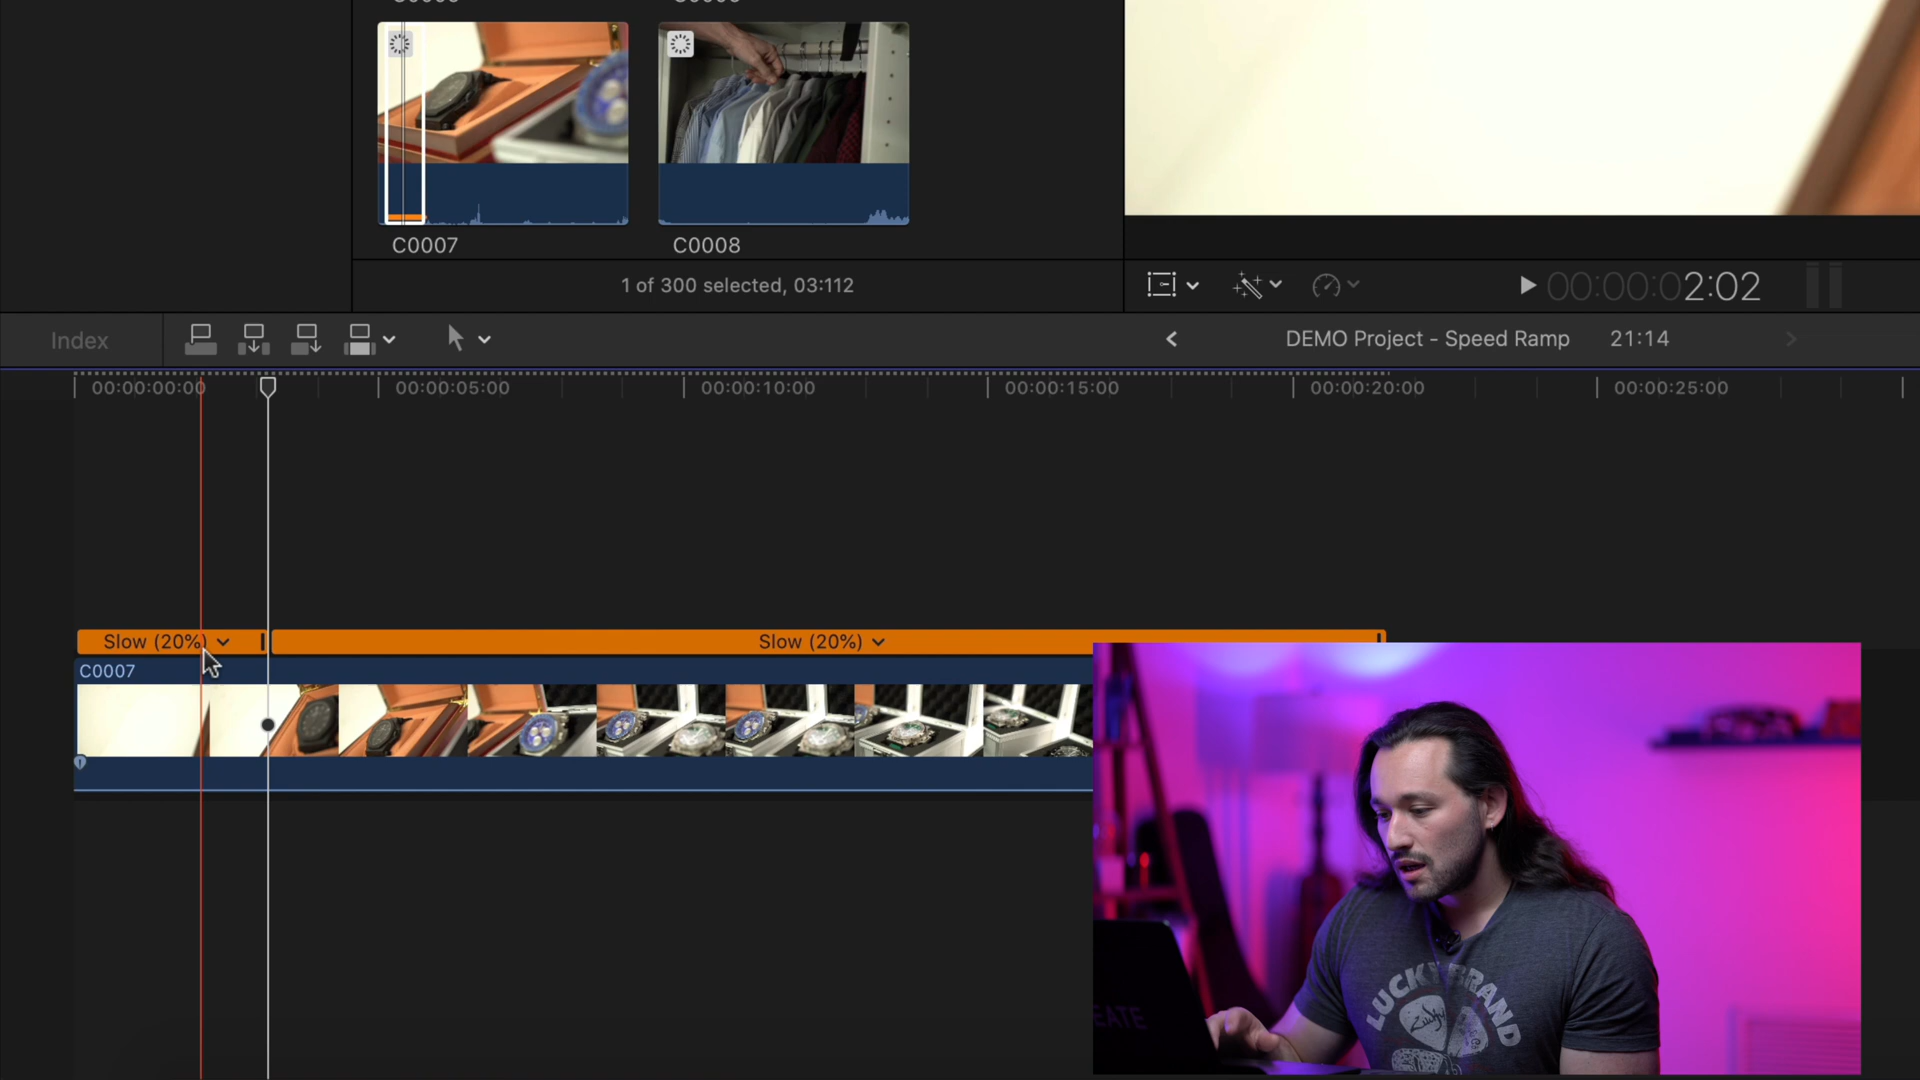 C0007
C0008
1 of 300 selected, 03:112
00:00:02:02
Index
DEMO Project - Speed Ramp
21:14
00:00:00:00
00:00:05:00
00:00:10:00
00:00:15:00
00:00:20:00
00:00:25:00
Slow (20%)
Slow (20%)
C0007
LUCKY BRAND
EATE